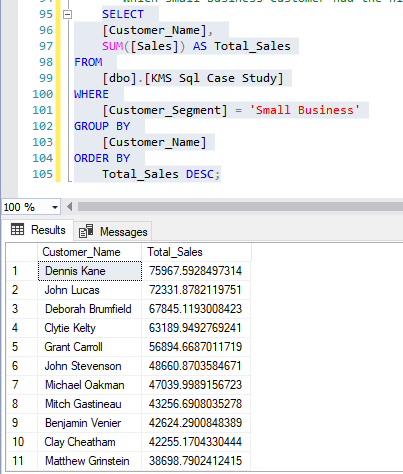 Which small business customer had the hi
95 SELECT
96 [Customer_Name],
97 SUM([Sales]) AS Total_Sales
98 FROM
99 [dbo].[KMS Sql Case Study]
100 WHERE
101 [Customer_Segment] = 'Small Business'
102 GROUP BY
103 [Customer_Name]
104 ORDER BY
105 Total_Sales DESC;
100 %
Results Messages
Customer_Name Total_Sales
1 Dennis Kane 75967.5928497314
2 John Lucas 72331.8782119751
3 Deborah Brumfield 67845.1193008423
4 Clytie Kelty 63189.9492769241
5 Grant Carroll 56894.6687011719
6 John Stevenson 48660.8703584671
7 Michael Oakman 47039.9989156723
8 Mitch Gastineau 43256.6908035278
9 Benjamin Venier 42624.2900848389
10 Clay Cheatham 42255.1704330444
11 Matthew Grinstein 38698.7902412415